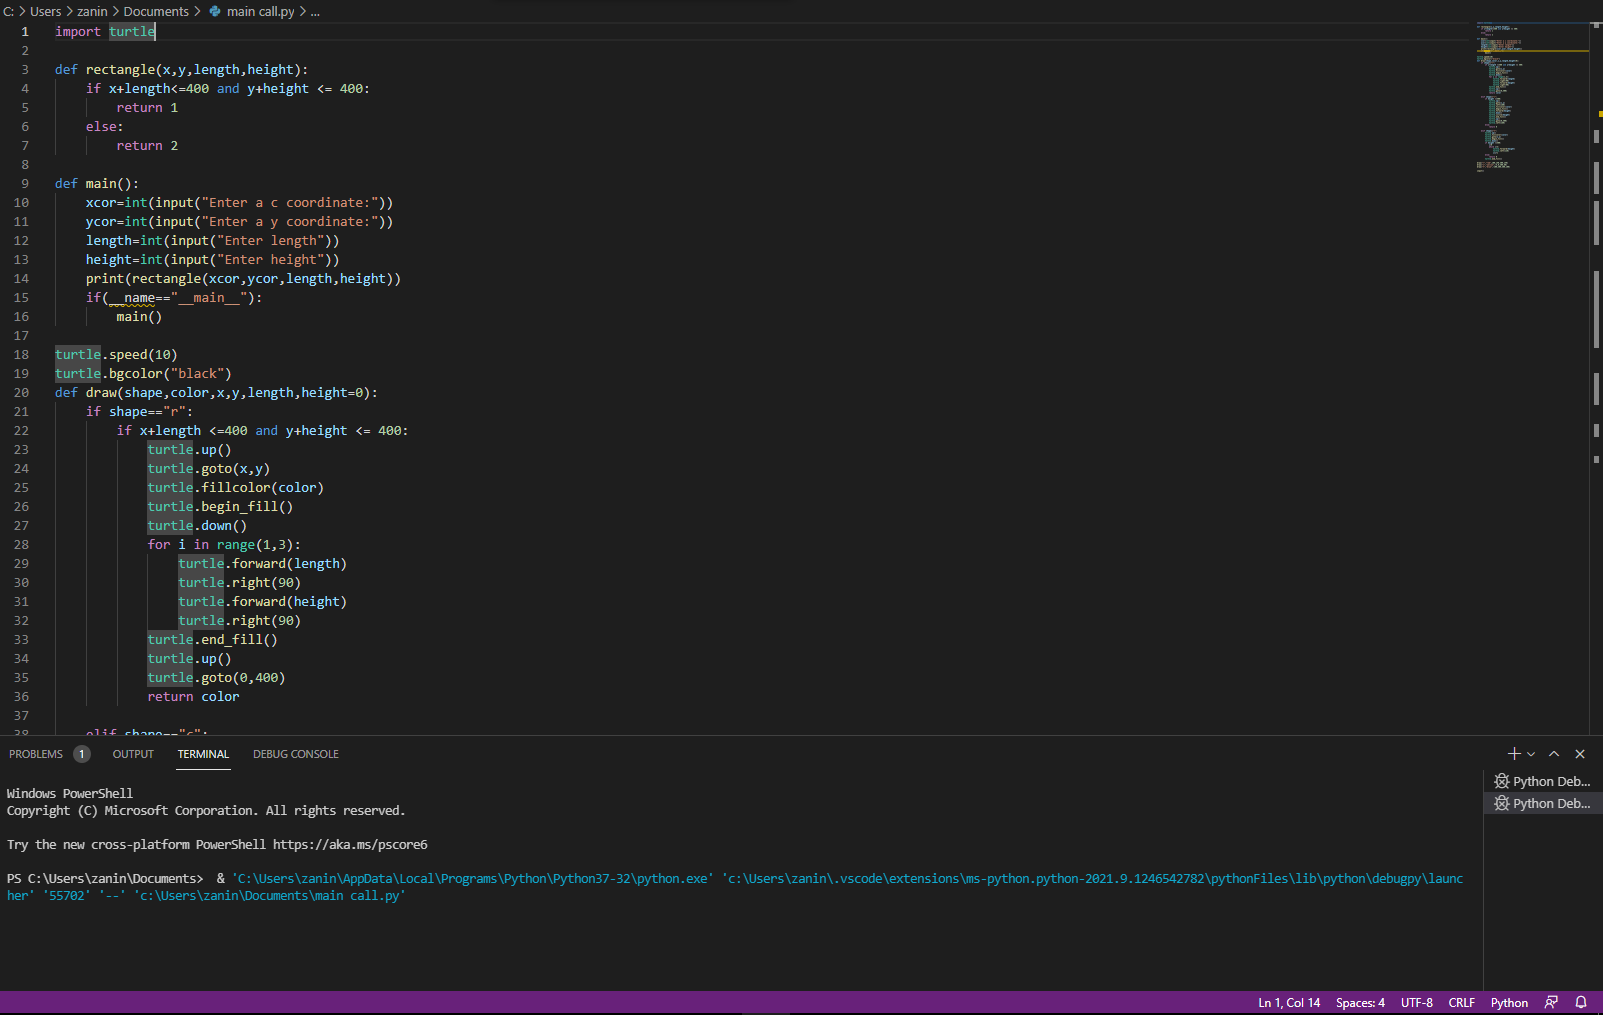 C: > Users > zanin > Documents > main call.py > ...
1 import turtle
2
3 def rectangle(x,y,length,height):
4 if x+length<=400 and y+height <= 400:
5 return 1
6 else:
7 return 2
8
9 def main():
10 xcor=int(input("Enter a c coordinate:"))
11 ycor=int(input("Enter a y coordinate:"))
12 length=int(input("Enter length"))
13 height=int(input("Enter height"))
14 print(rectangle(xcor,ycor,length,height))
15 if(__name=="__main__"):
16 main()
17
18 turtle.speed(10)
19 turtle.bgcolor("black")
20 def draw(shape,color,x,y,length,height=0):
21 if shape=="r":
22 if x+length <=400 and y+height <= 400:
23 turtle.up()
24 turtle.goto(x,y)
25 turtle.fillcolor(color)
26 turtle.begin_fill()
27 turtle.down()
28 for i in range(1,3):
29 turtle.forward(length)
30 turtle.right(90)
31 turtle.forward(height)
32 turtle.right(90)
33 turtle.end_fill()
34 turtle.up()
35 turtle.goto(0,400)
36 return color
37
38 elif shape=="c":
PROBLEMS 1 OUTPUT TERMINAL DEBUG CONSOLE
Python Deb...
Python Deb...
Windows PowerShell
Copyright (C) Microsoft Corporation. All rights reserved.
Try the new cross-platform PowerShell https://aka.ms/pscore6
PS C:\Users\zanin\Documents>  & 'C:\Users\zanin\AppData\Local\Programs\Python\Python37-32\python.exe' 'c:\Users\zanin\.vscode\extensions\ms-python.python-2021.9.1246542782\pythonFiles\lib\python\debugpy\launc
her' '55702' '--' 'c:\Users\zanin\Documents\main call.py'
Ln 1, Col 14 Spaces: 4 UTF-8 CRLF Python